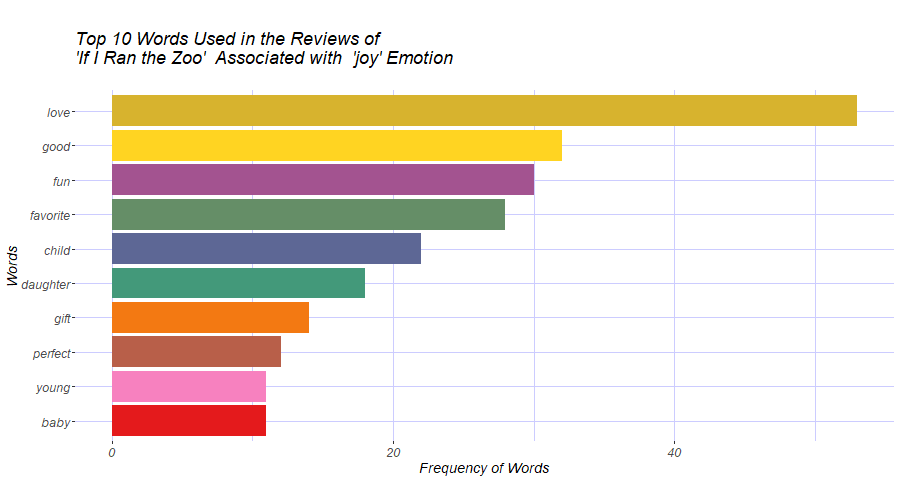 Top 10 Words Used in the Reviews of
'If I Ran the Zoo'  Associated with  'joy' Emotion
love
good
fun
favorite
child
daughter
gift
perfect
young
baby
Words
0 20 40
Frequency of Words